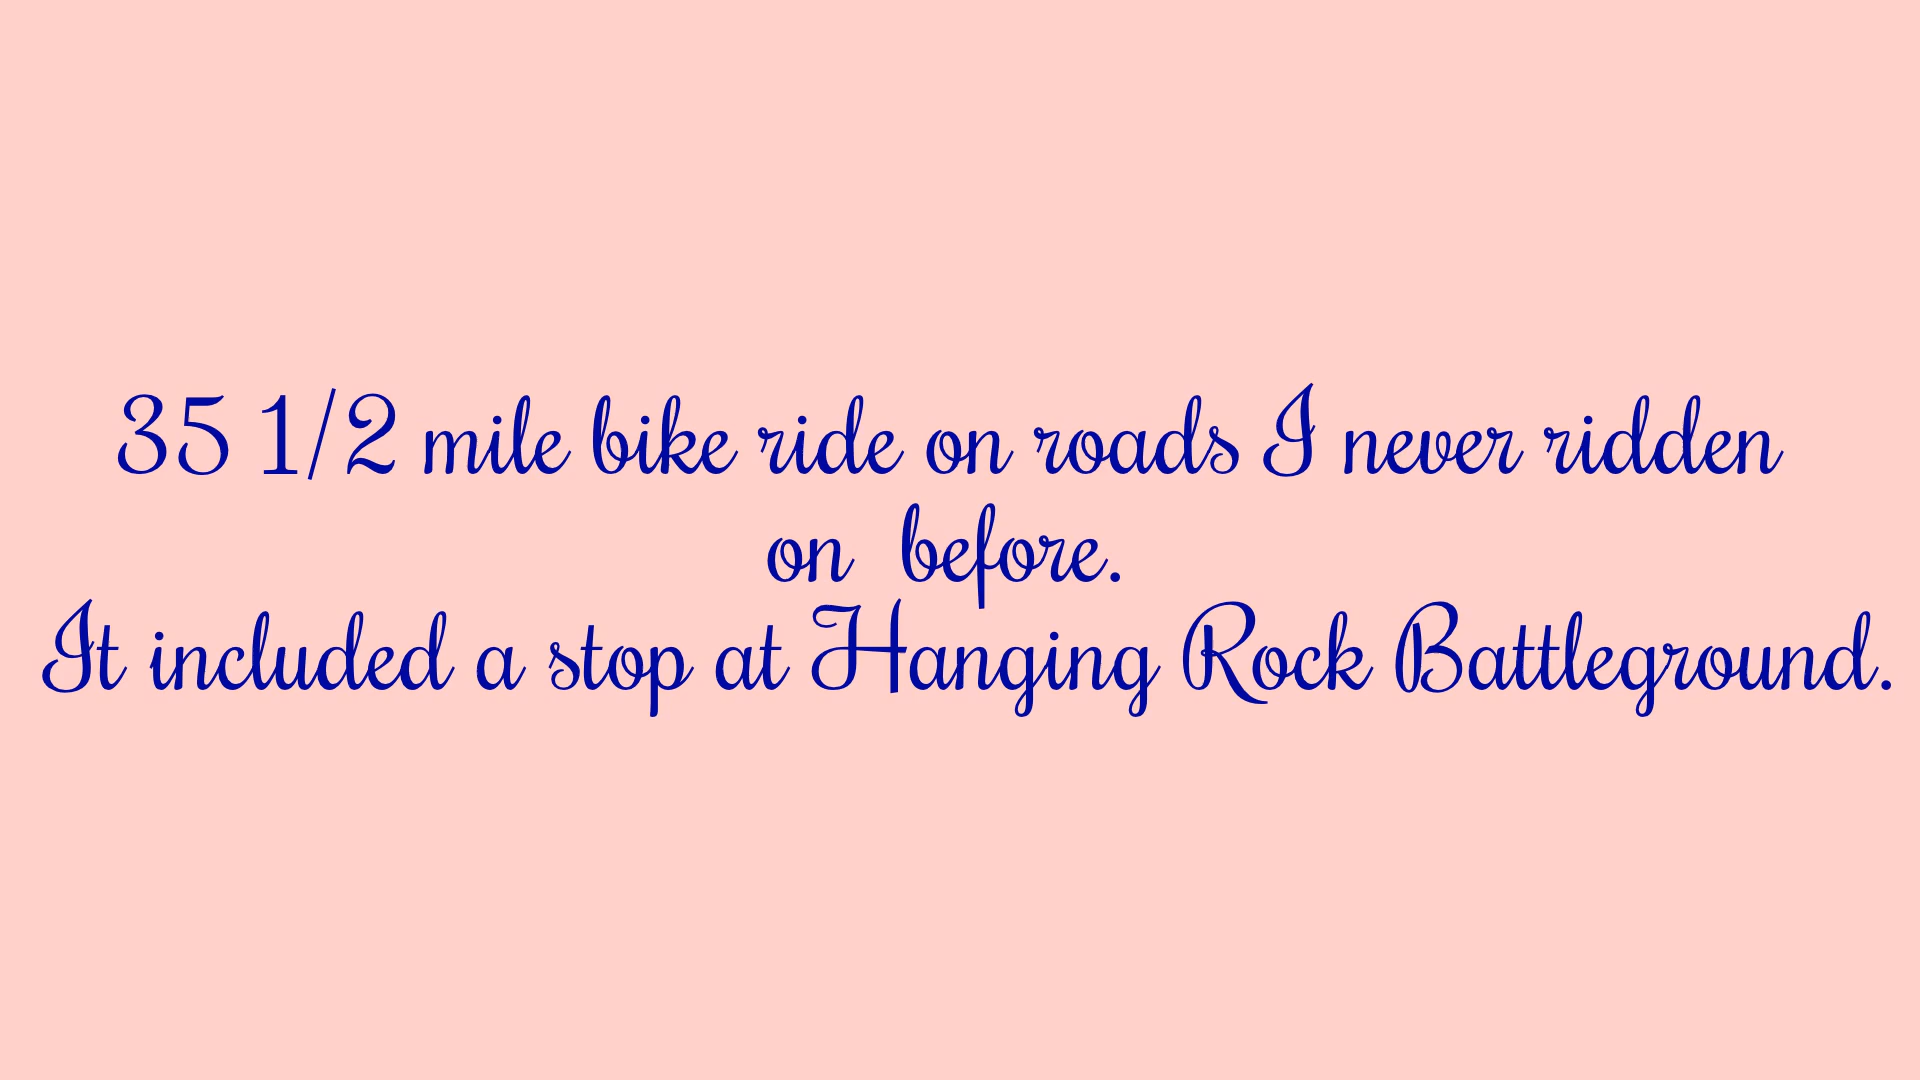 35 1/2 mile bike ride on roads I never ridden
on  before.
It included a stop at Hanging Rock Battleground.